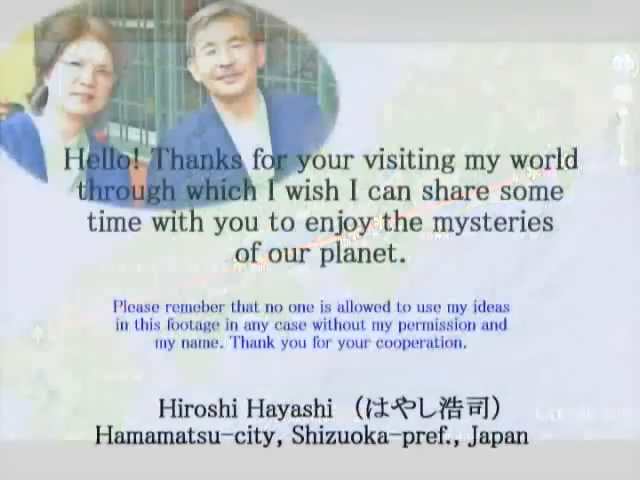 Hello! Thanks for your visiting my world
through which I wish I can share some
time with you to enjoy the mysteries
of our planet.
Please remeber that no one is allowed to use my ideas
in this footage in any case without my permission and
my name. Thank you for your cooperation.
Hiroshi Hayashi （はやし浩司）
Hamamatsu-city, Shizuoka-pref., Japan